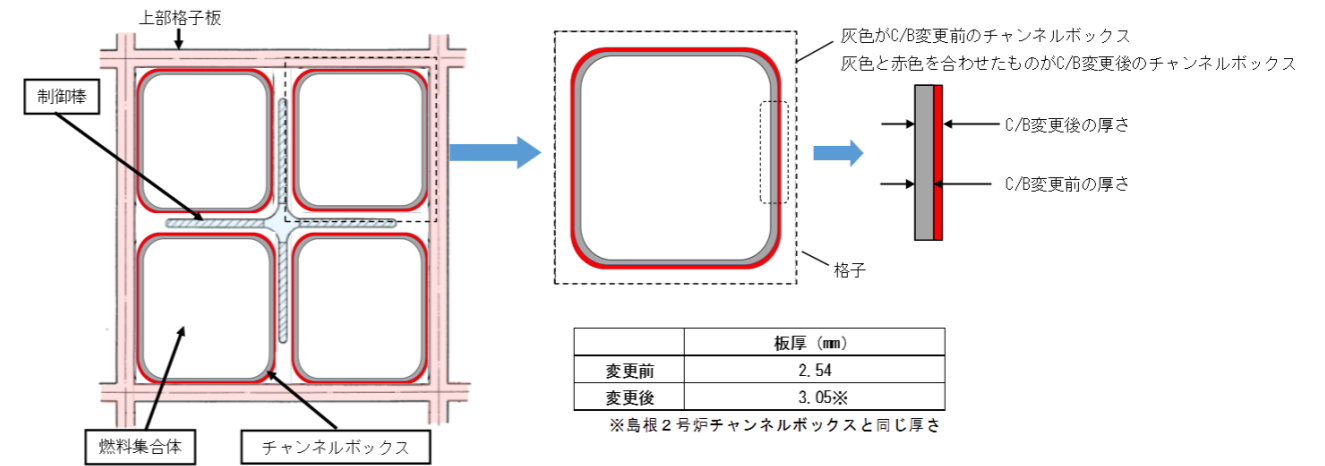 上部格子板
制御棒
燃料集合体
チャンネルボックス
灰色がC/B変更前のチャンネルボックス
灰色と赤色を合わせたものがC/B変更後のチャンネルボックス
C/B変更後の厚さ
C/B変更前の厚さ
格子
板厚（㎜）
変更前 2.54
変更後 3.05※
※島根２号炉チャンネルボックスと同じ厚さ